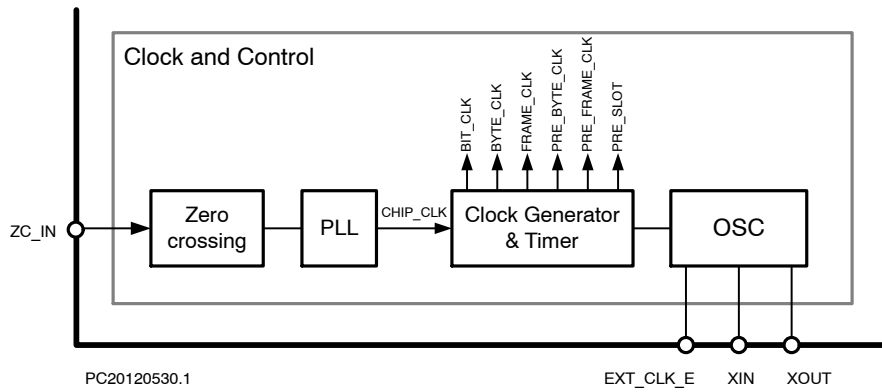 Clock and Control
BIT_CLK
BYTE_CLK
FRAME_CLK
PRE_BYTE_CLK
PRE_FRAME_CLK
PRE_SLOT
ZC_IN
Zero
crossing
PLL
CHIP_CLK
Clock Generator
& Timer
OSC
PC20120530.1
EXT_CLK_E
XIN
XOUT